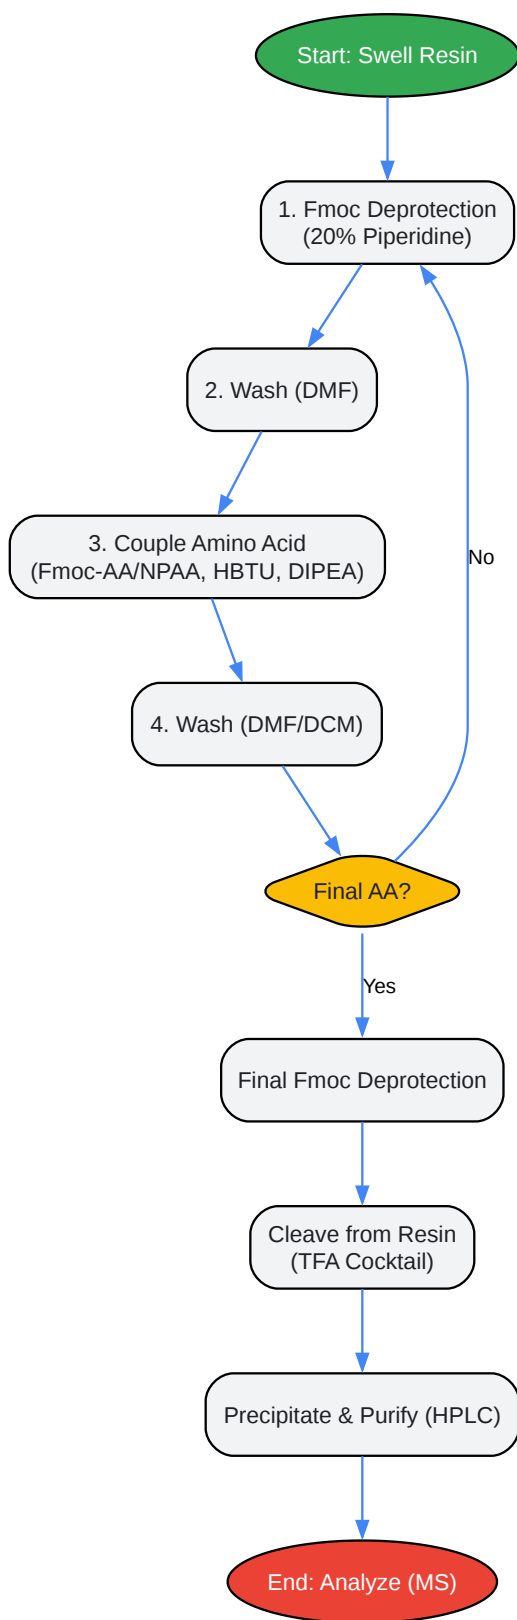 Start: Swell Resin
1. Fmoc Deprotection
(20% Piperidine)
2. Wash (DMF)
3. Couple Amino Acid
(Fmoc-AA/NPAA, HBTU, DIPEA)
No
4. Wash (DMF/DCM)
Final AA?
Yes
Final Fmoc Deprotection
Cleave from Resin
(TFA Cocktail)
Precipitate & Purify (HPLC)
End: Analyze (MS)